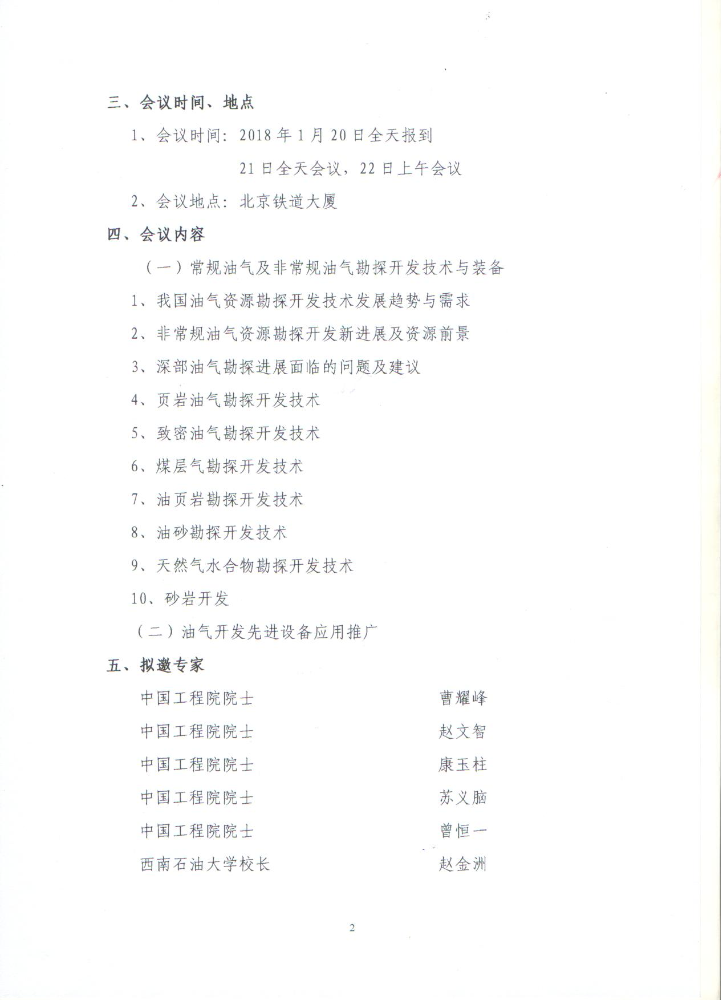 三、会议时间、地点
1、会议时间：2018年1月20日全天报到
21日全天会议，22日上午会议
2、会议地点：北京铁道大厦
四、会议内容
（一）常规油气及非常规油气勘探开发技术与装备
1、我国油气资源勘探开发技术发展趋势与需求
2、非常规油气资源勘探开发新进展及资源前景
3、深部油气勘探进展面临的问题及建议
4、页岩油气勘探开发技术
5、致密油气勘探开发技术
6、煤层气勘探开发技术
7、油页岩勘探开发技术
8、油砂勘探开发技术
9、天然气水合物勘探开发技术
10、砂岩开发
（二）油气开发先进设备应用推广
五、拟邀专家
中国工程院院士 曹耀峰
中国工程院院士 赵文智
中国工程院院士 康玉柱
中国工程院院士 苏义脑
中国工程院院士 曾恒一
西南石油大学校长 赵金洲
2